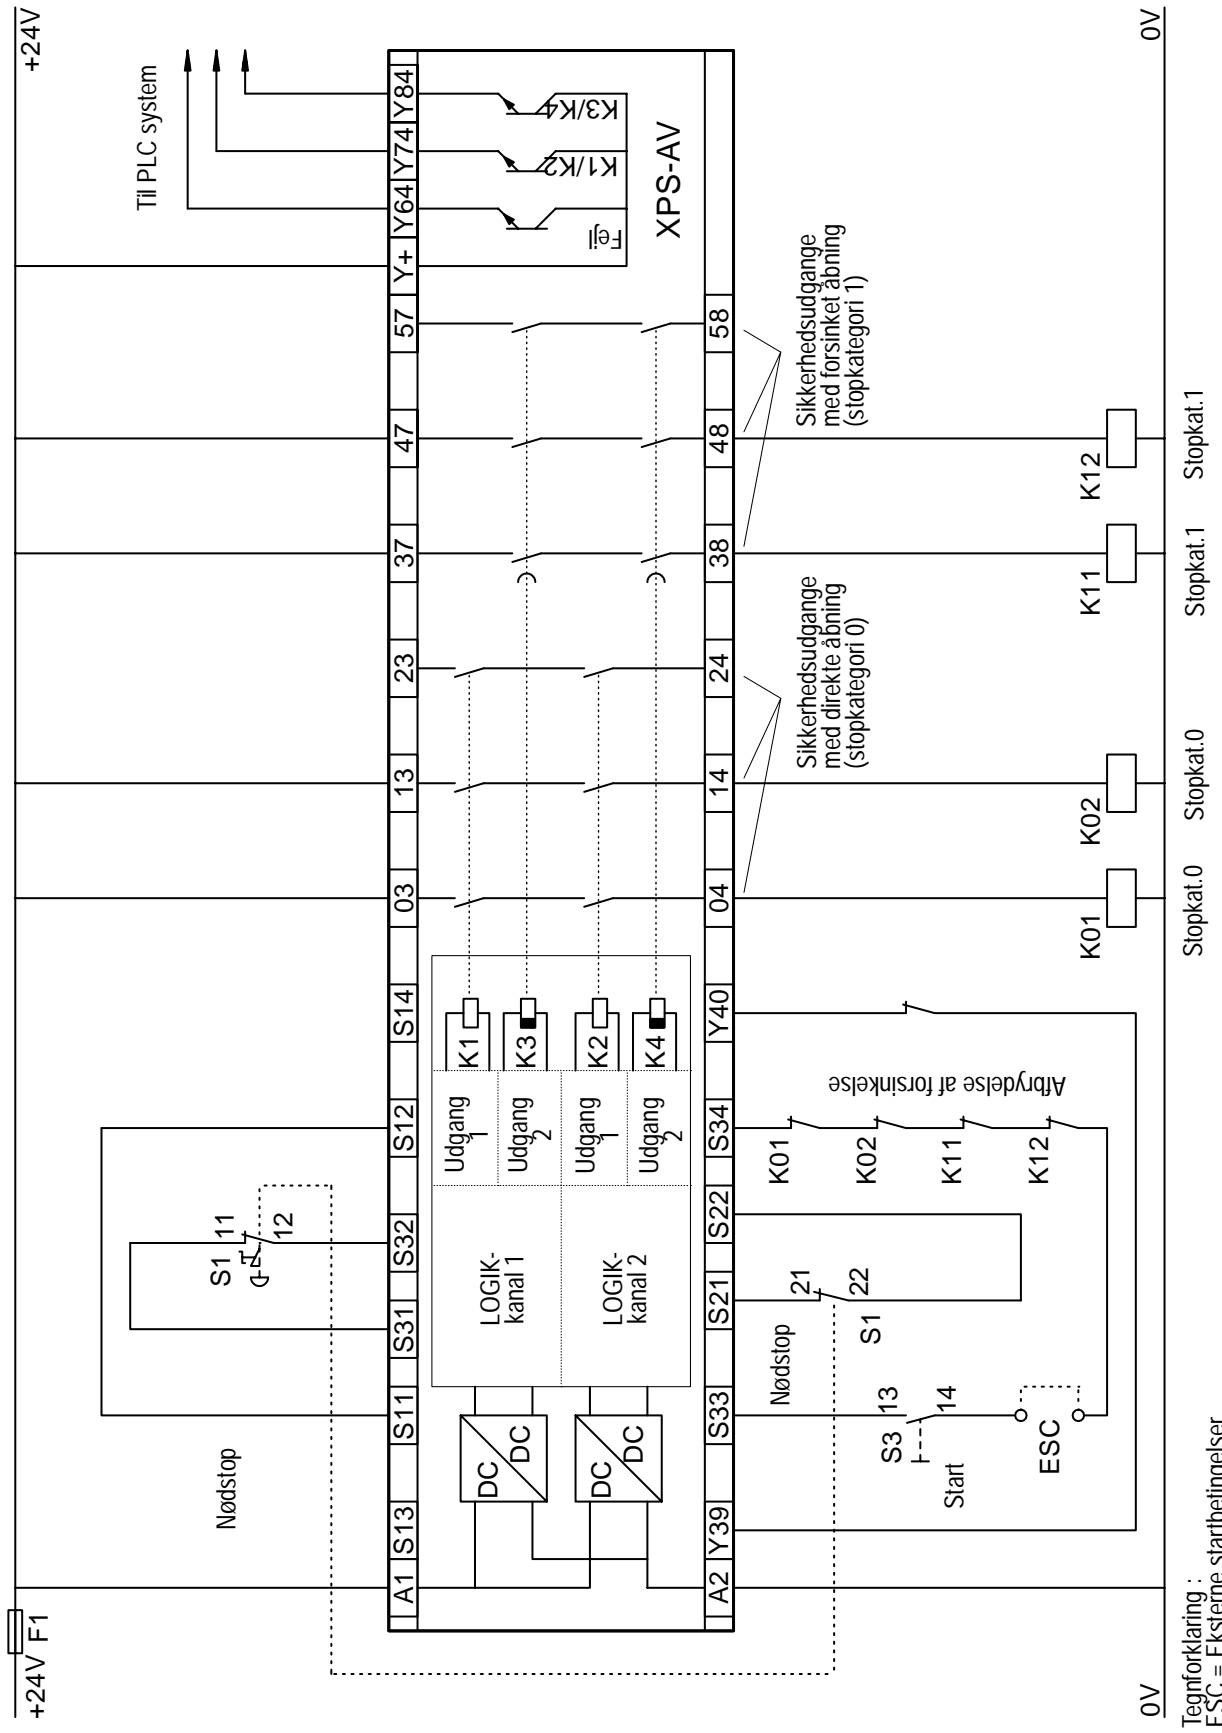 +24V F1
+24V
Nødstop
S1
11
12
Til PLC system
A1
S13
S11
S31
S32
S12
S14
03
13
23
37
47
57
Y+
Y64
Y74
Y84
DC
DC
DC
DC
LOGIK-
kanal 1
LOGIK-
kanal 2
Udgang
1
Udgang
2
Udgang
1
Udgang
2
K1
K3
K2
K4
Fejl
K1/K2
K3/K4
XPS-AV
A2
Y39
S33
S21
S22
S34
Y40
04
14
24
38
48
58
Nødstop
21
22
S1
S3
13
14
Start
ESC
K01
K02
K11
K12
Afbrydelse af forsinkelse
Sikkerhedsudgange
med direkte åbning
(stopkategori 0)
Sikkerhedsudgange
med forsinket åbning
(stopkategori 1)
K01
K02
K11
K12
0V
0V
Stopkat.0
Stopkat.0
Stopkat.1
Stopkat.1
Tegnforklaring :
ESC = Eksterne startbetingelser